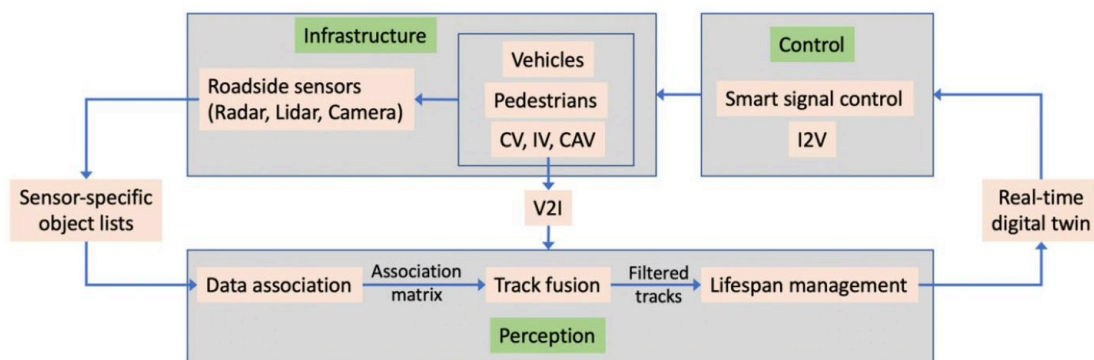 Infrastructure
Vehicles
Pedestrians
CV, IV, CAV
Roadside sensors
(Radar, Lidar, Camera)
Control
Smart signal control
I2V
Sensor-specific
object lists
V2I
Real-time
digital twin
Data association
Association
matrix
Track fusion
Filtered
tracks
Lifespan management
Perception